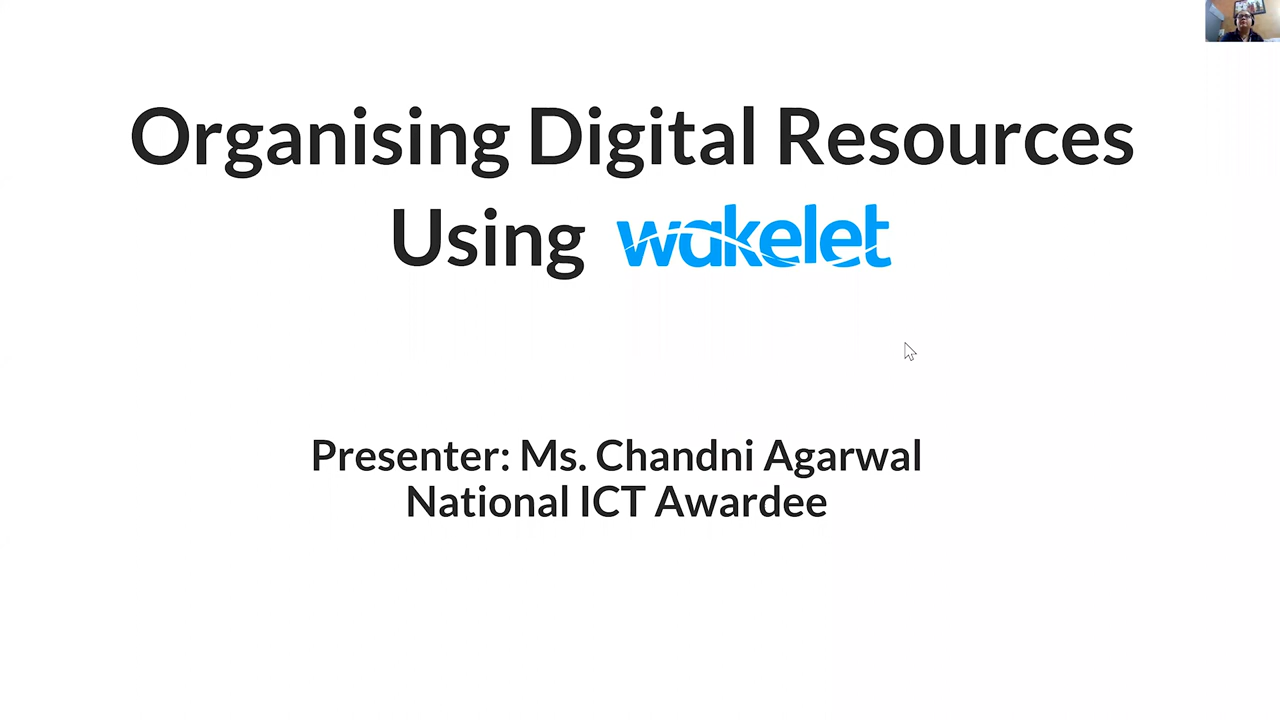 Organising Digital Resources
Using wakelet
Presenter: Ms. Chandni Agarwal
National ICT Awardee